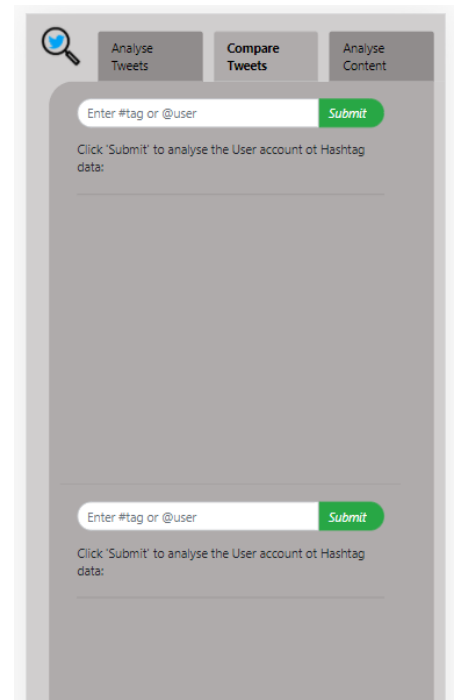 Analyse
Tweets
Compare
Tweets
Analyse
Content
Enter #tag or @user
Submit
Click 'Submit' to analyse the User account ot Hashtag
data:
Enter #tag or @user
Submit
Click 'Submit' to analyse the User account ot Hashtag
data: